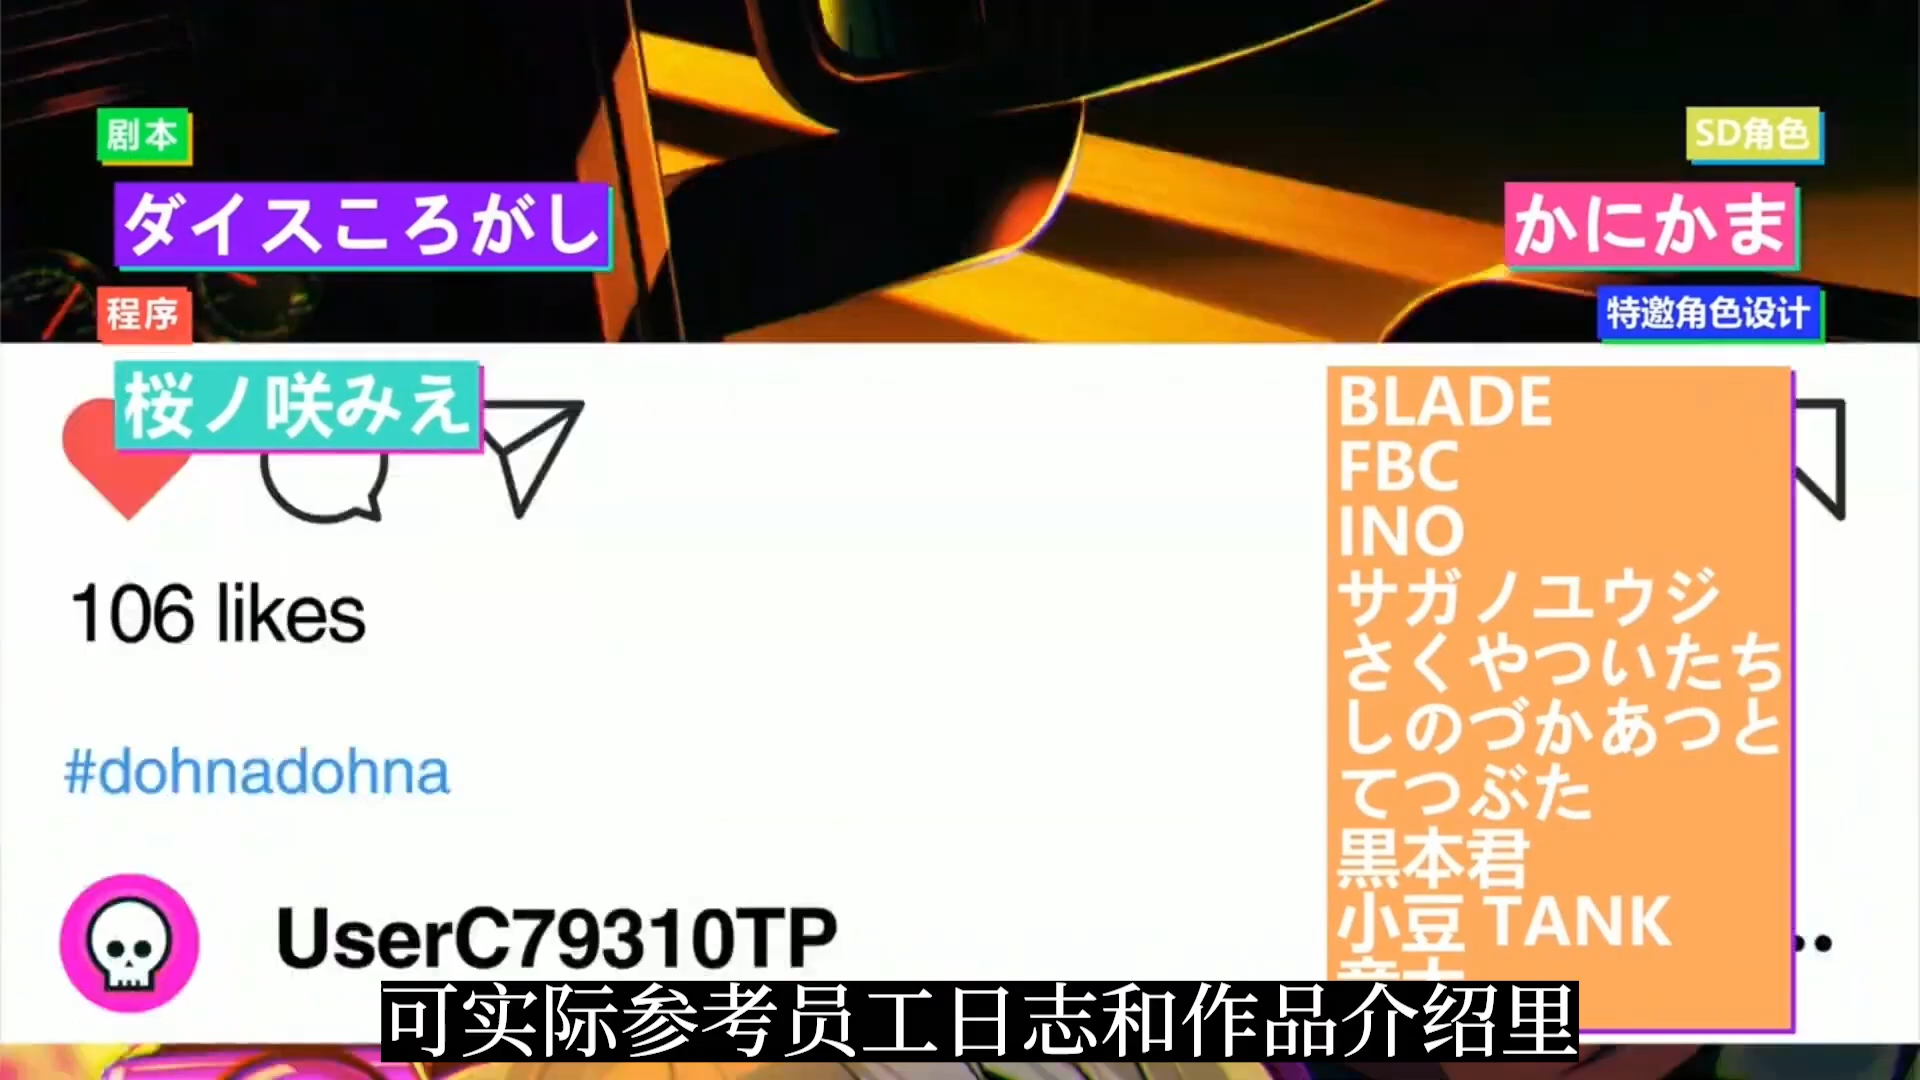 剧本
ダイスころがし
程序
桜ノ咲みえ
SD角色
かにかま
特邀角色设计
BLADE
FBC
INO
サガノユウジ
さくやついたち
しのづかあつと
てつぶた
黒本君
小豆 TANK
106 likes
#dohnadohna
UserC79310TP
可实际参考员工日志和作品介绍里